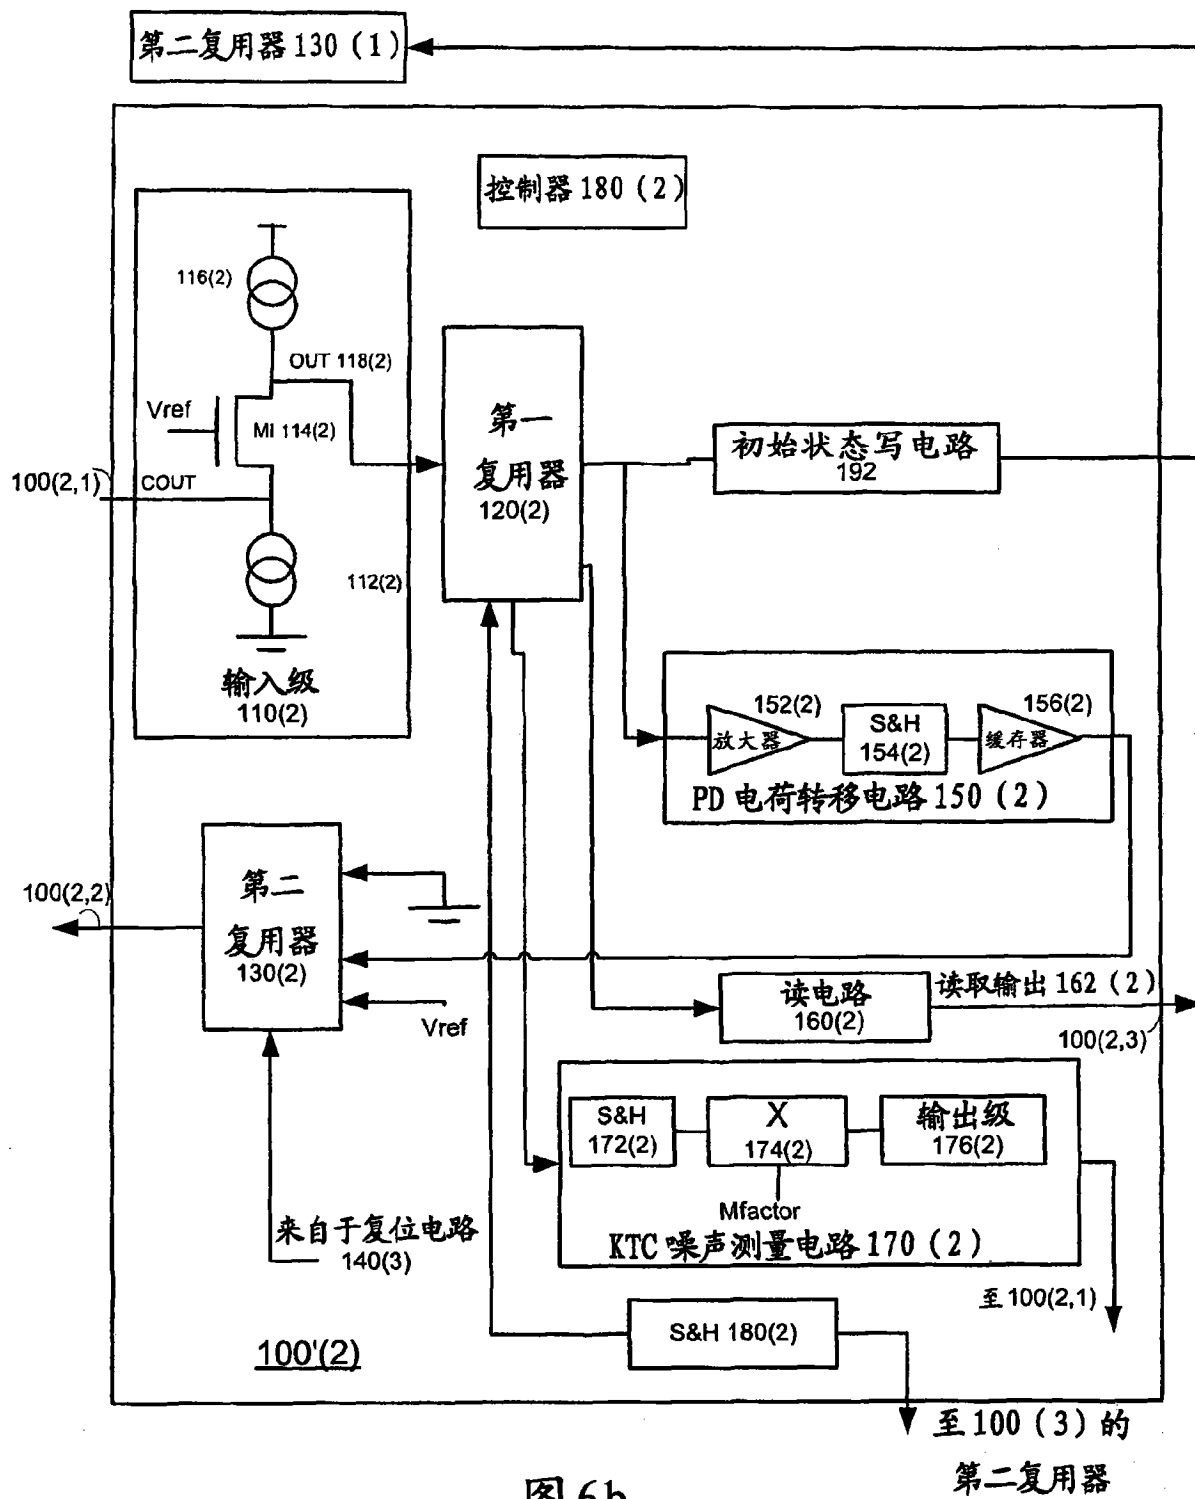 第二复用器 130 (1)
控制器 180 (2)
116(2)
OUT 118(2)
Vref
MI 114(2)
100(2,1)
COUT
112(2)
输入级
110(2)
第一
复用器
120(2)
初始状态写电路
192
152(2)
156(2)
放大器
S&H
154(2)
缓存器
PD 电荷转移电路 150 (2)
100(2,2)
第二
复用器
130(2)
Vref
读电路
160(2)
读取输出 162 (2)
100(2,3)
S&H
172(2)
X
174(2)
输出级
176(2)
Mfactor
KTC 噪声测量电路 170 (2)
来自于复位电路
140(3)
至 100(2,1)
S&H 180(2)
100'(2)
至 100 (3) 的
第二复用器
图 6b